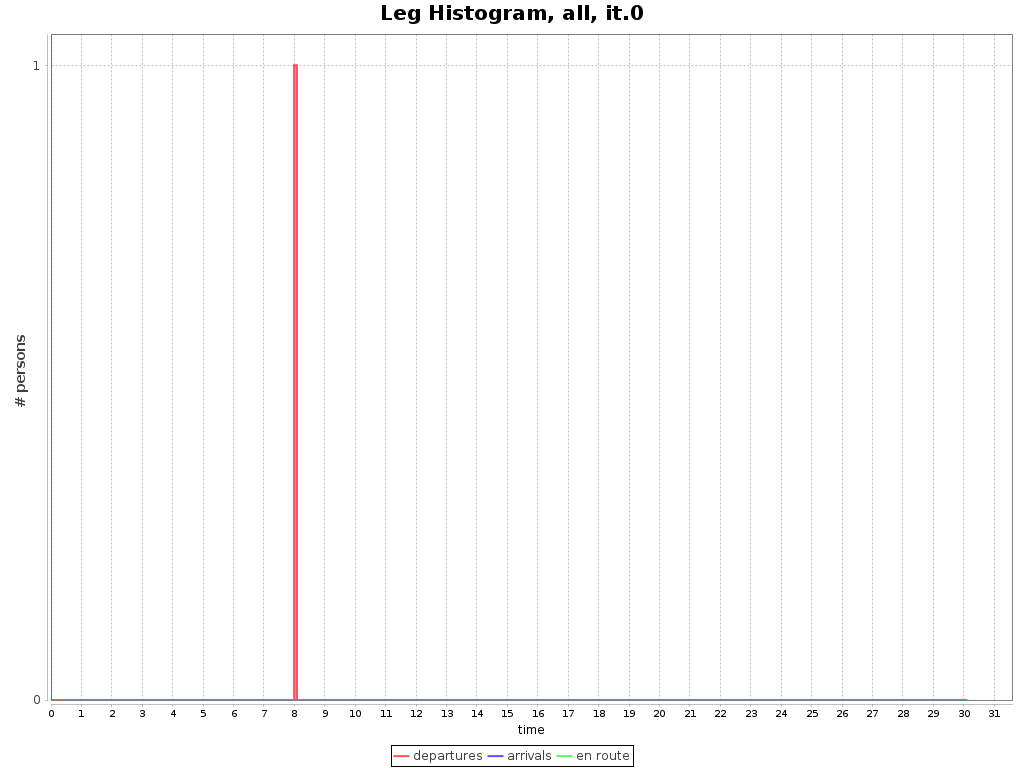 Leg Histogram, all, it.0
1
# persons
0
0 1 2 3 4 5 6 7 8 9 10 11 12 13 14 15 16 17 18 19 20 21 22 23 24 25 26 27 28 29 30 31
time
departures arrivals en route